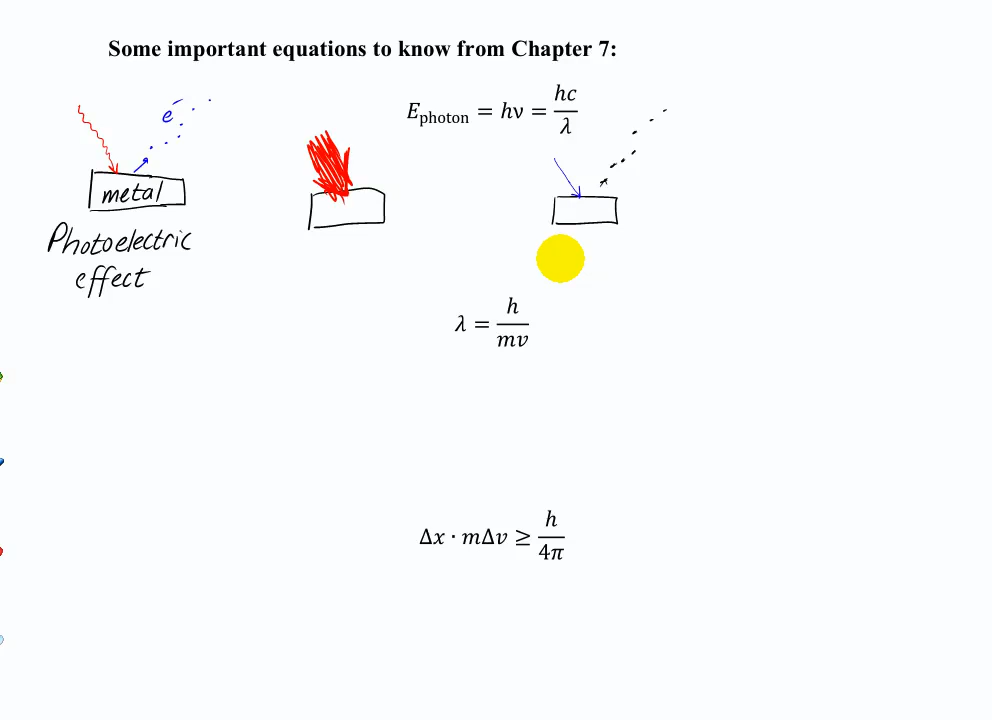 Some important equations to know from Chapter 7:
E_photon = hν = hc/λ
e⁻
metal
Photoelectric
effect
λ = h/mv
Δx · mΔv ≥ h/4π